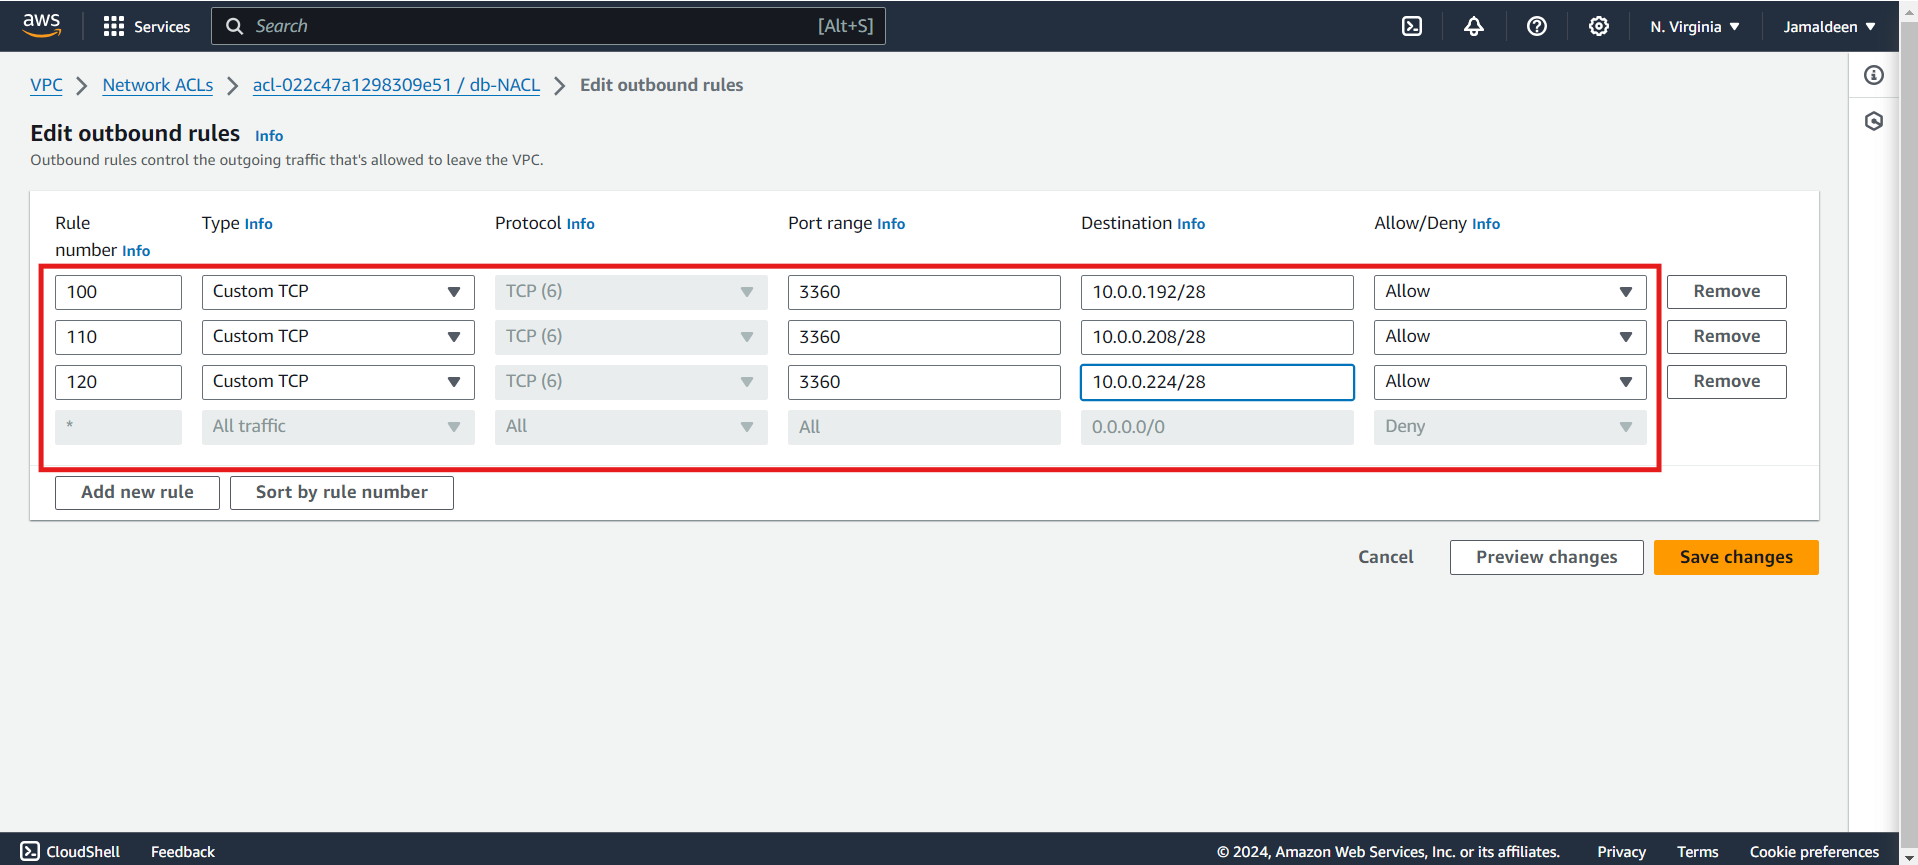 aws Services Search [Alt+S] N. Virginia Jamaldeen
VPC Network ACLs acl-022c47a1298309e51 / db-NACL Edit outbound rules
Edit outbound rules Info
Outbound rules control the outgoing traffic that's allowed to leave the VPC.
Rule number Info Type Info Protocol Info Port range Info Destination Info Allow/Deny Info
100 Custom TCP TCP (6) 3360 10.0.0.192/28 Allow Remove
110 Custom TCP TCP (6) 3360 10.0.0.208/28 Allow Remove
120 Custom TCP TCP (6) 3360 10.0.0.224/28 Allow Remove
* All traffic All All 0.0.0.0/0 Deny
Add new rule Sort by rule number
Cancel Preview changes Save changes
CloudShell Feedback © 2024, Amazon Web Services, Inc. or its affiliates. Privacy Terms Cookie preferences